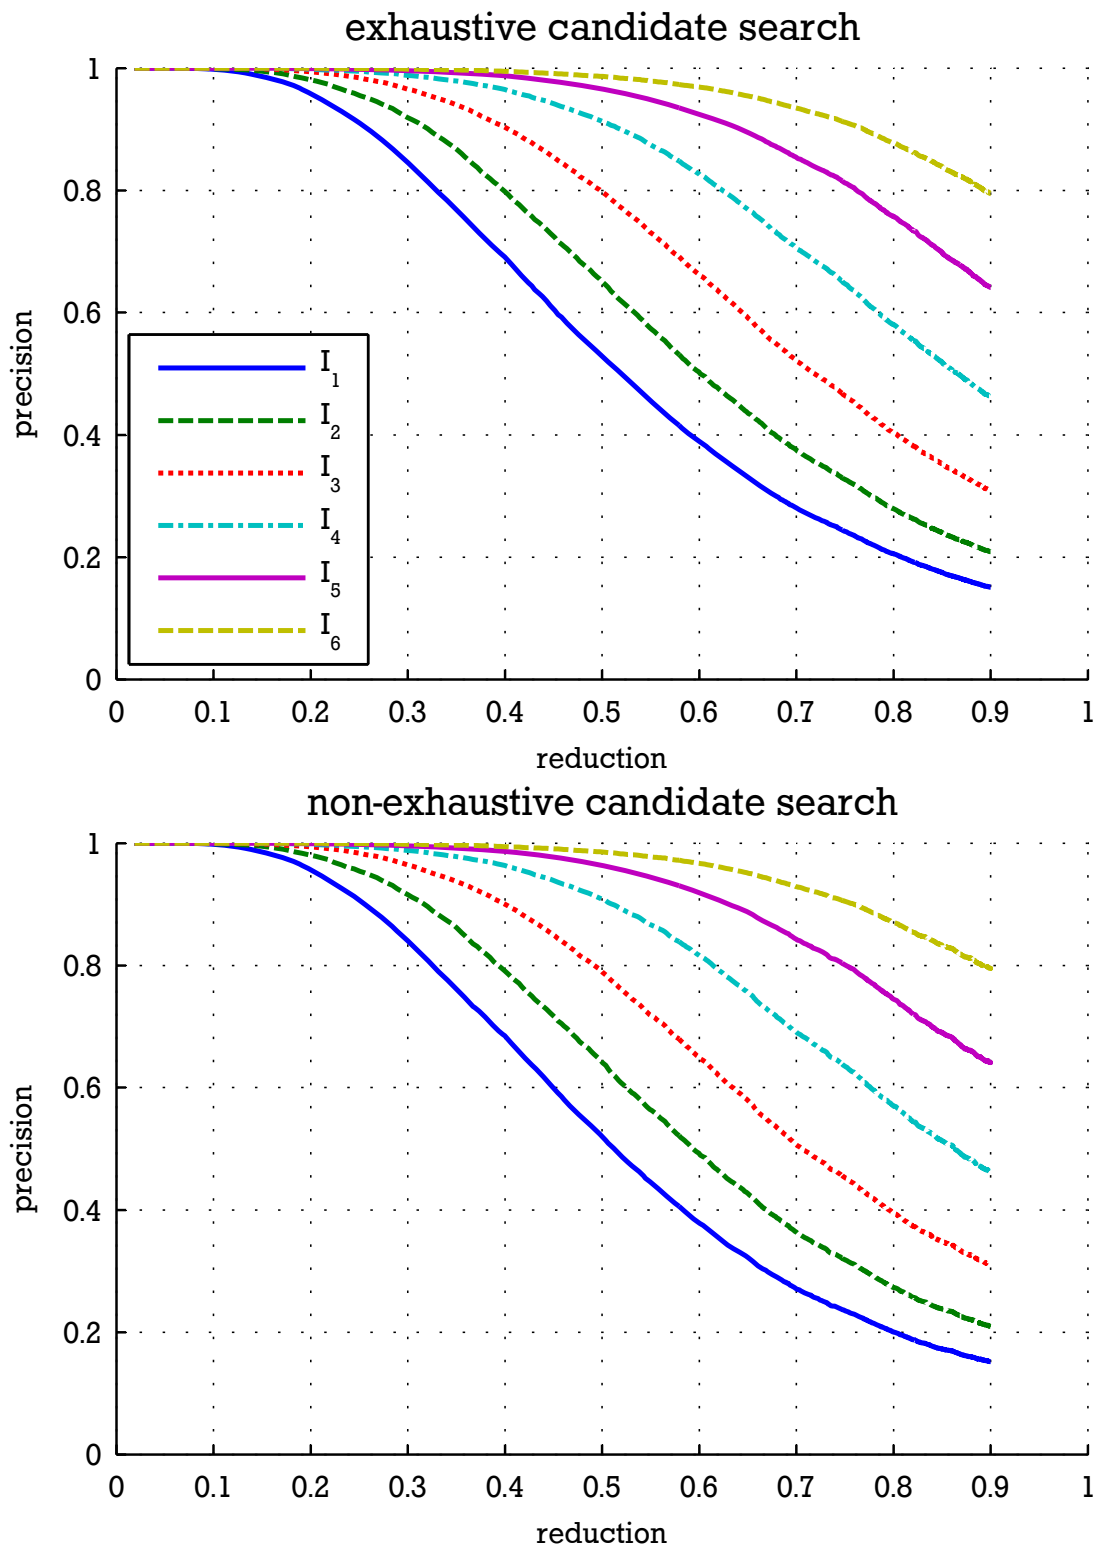 exhaustive candidate search
1
0.8
0.6
0.4
0.2
0
precision
I1
I2
I3
I4
I5
I6
0 0.1 0.2 0.3 0.4 0.5 0.6 0.7 0.8 0.9 1
reduction
non-exhaustive candidate search
1
0.8
0.6
0.4
0.2
0
precision
0 0.1 0.2 0.3 0.4 0.5 0.6 0.7 0.8 0.9 1
reduction